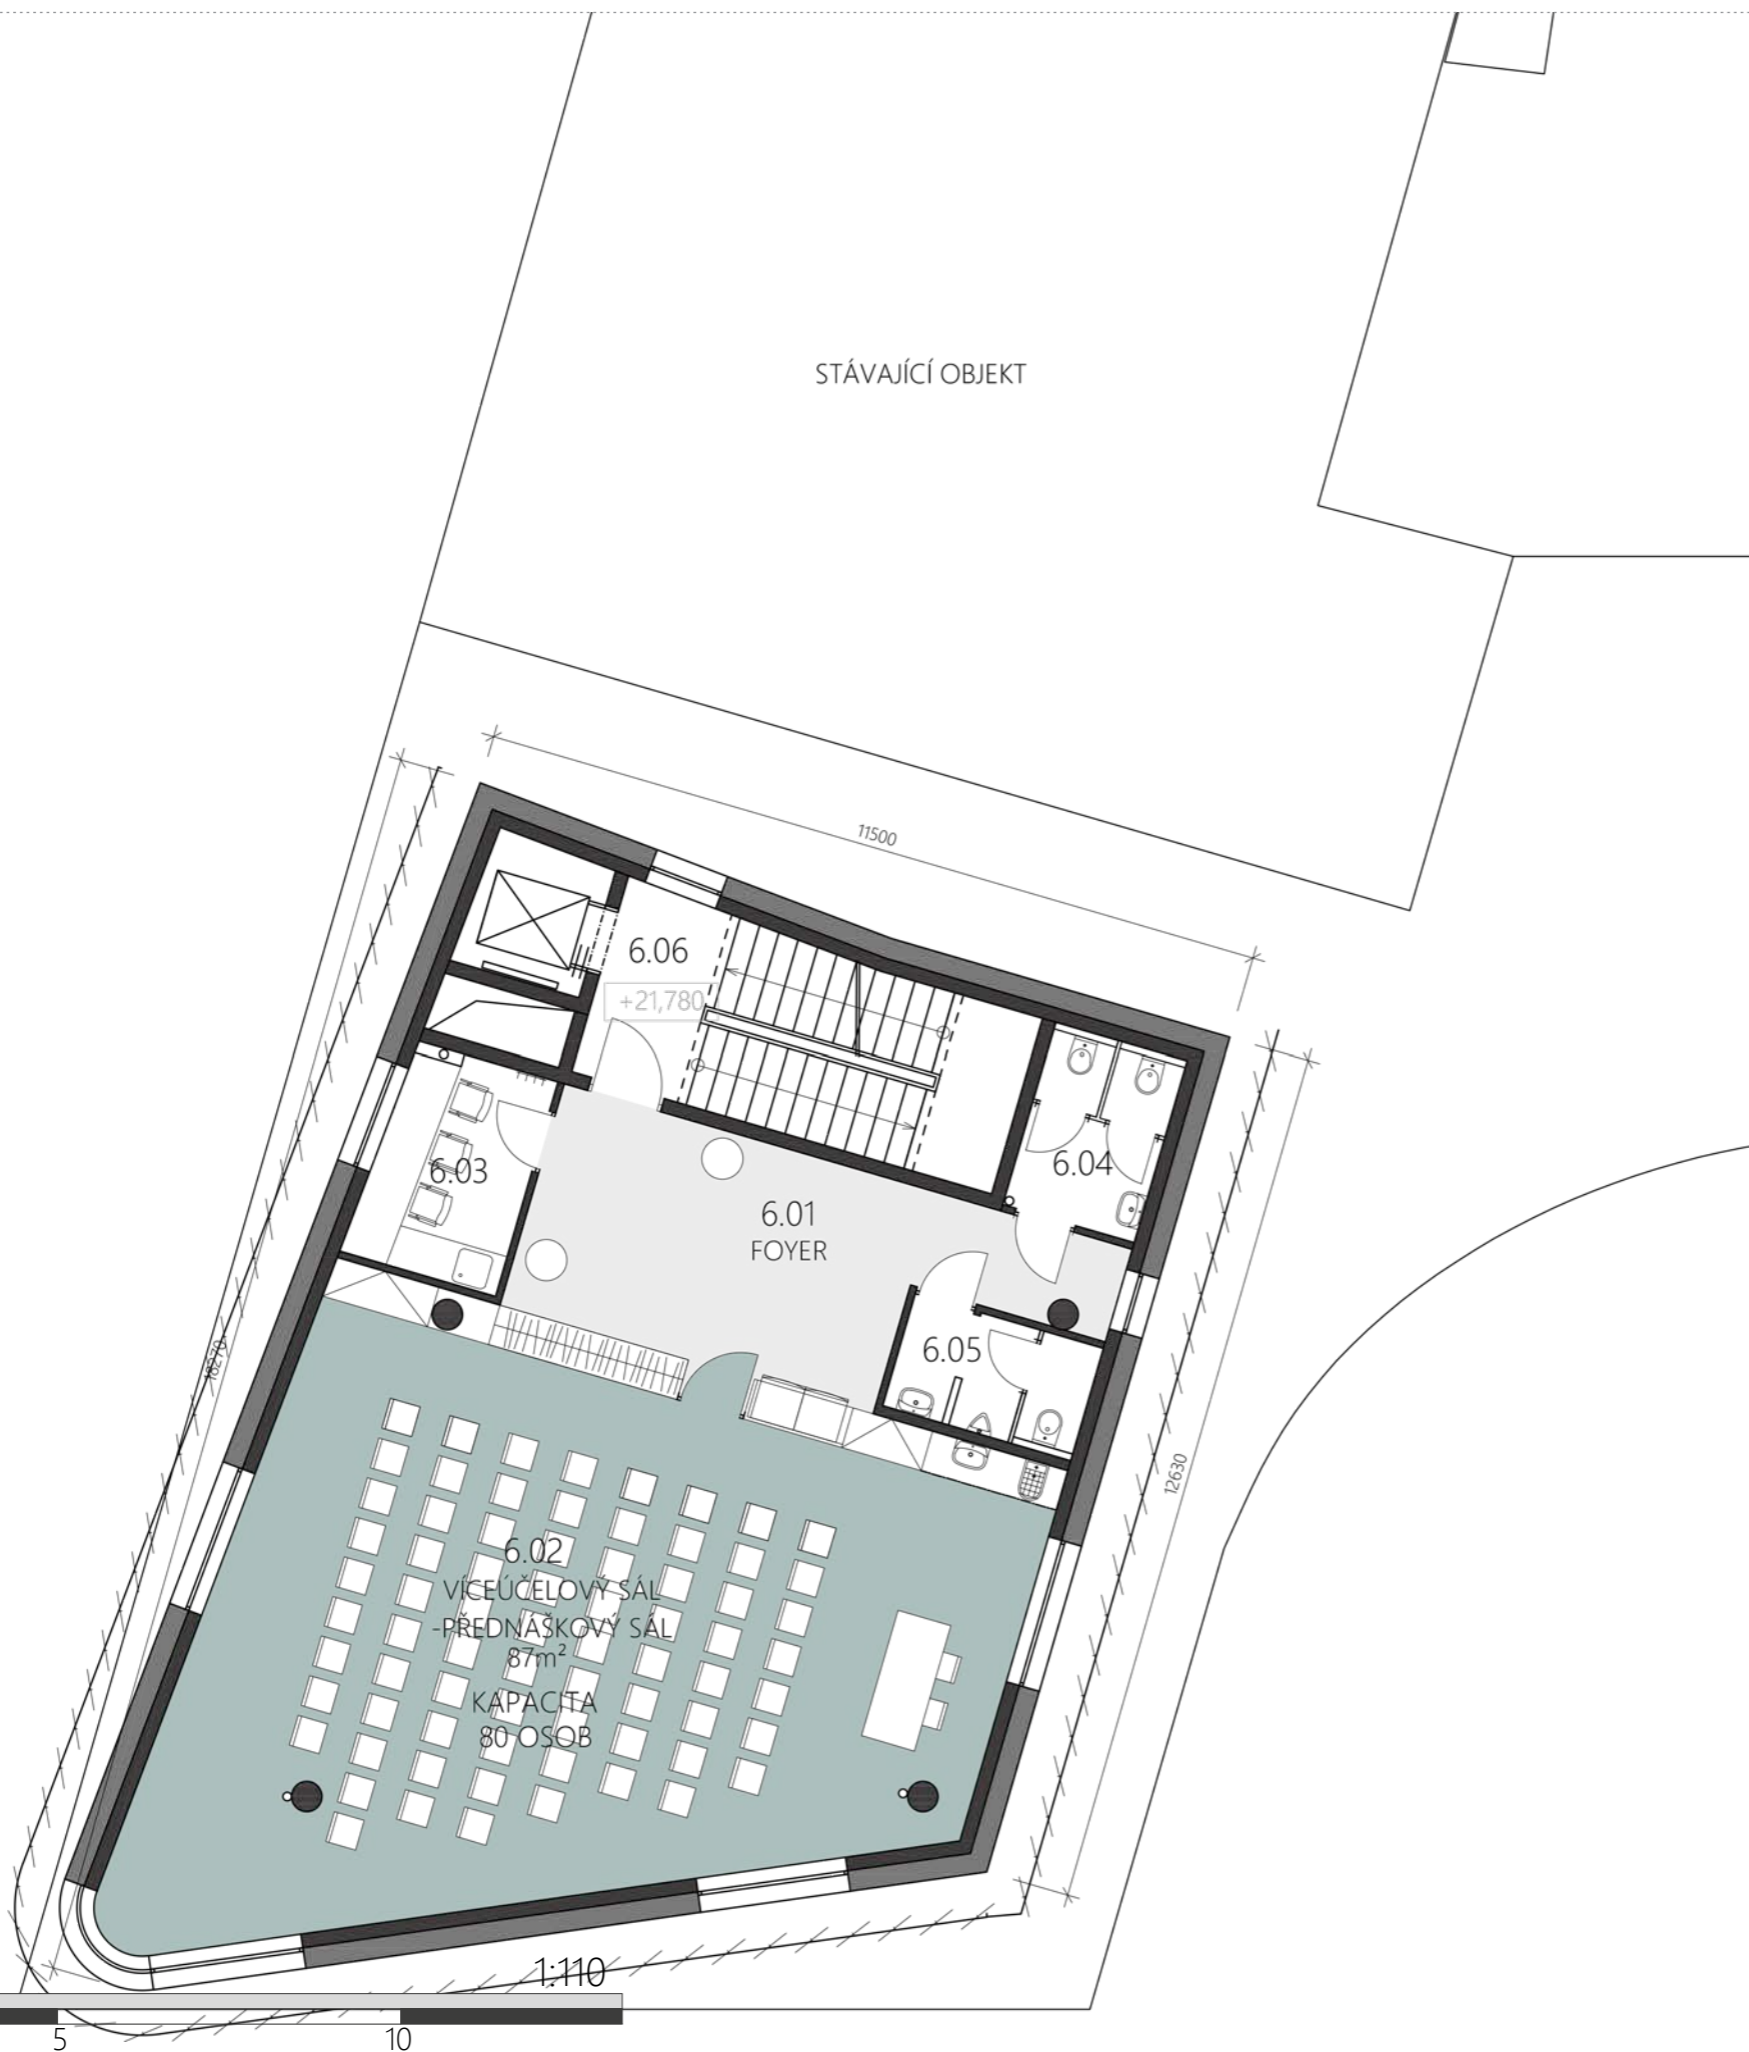 STÁVAJÍCÍ OBJEKT
11500
6.06
+21,780
6.04
6.03
6.01
FOYER
6.05
18270
12630
6.02
VÍCEÚČELOVÝ SÁL
-PŘEDNÁŠKOVÝ SÁL
87m²
KAPACITA
80 OSOB
1:110
5
10